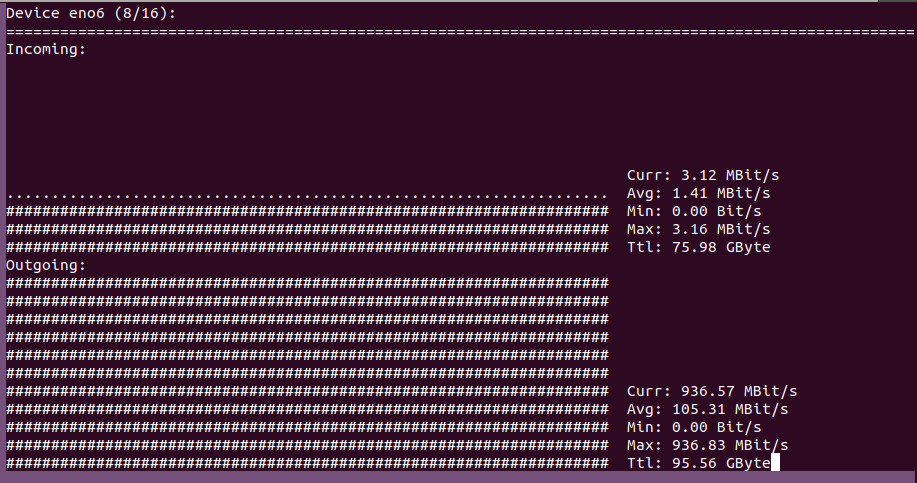 Device eno6 (8/16):
=====================================================================================================
Incoming:
Curr: 3.12 MBit/s
...................................................................  Avg: 1.41 MBit/s
###################################################################  Min: 0.00 Bit/s
###################################################################  Max: 3.16 MBit/s
###################################################################  Ttl: 75.98 GByte
Outgoing:
###################################################################
###################################################################
###################################################################
###################################################################
###################################################################
###################################################################
###################################################################  Curr: 936.57 MBit/s
###################################################################  Avg: 105.31 MBit/s
###################################################################  Min: 0.00 Bit/s
###################################################################  Max: 936.83 MBit/s
###################################################################  Ttl: 95.56 GByte